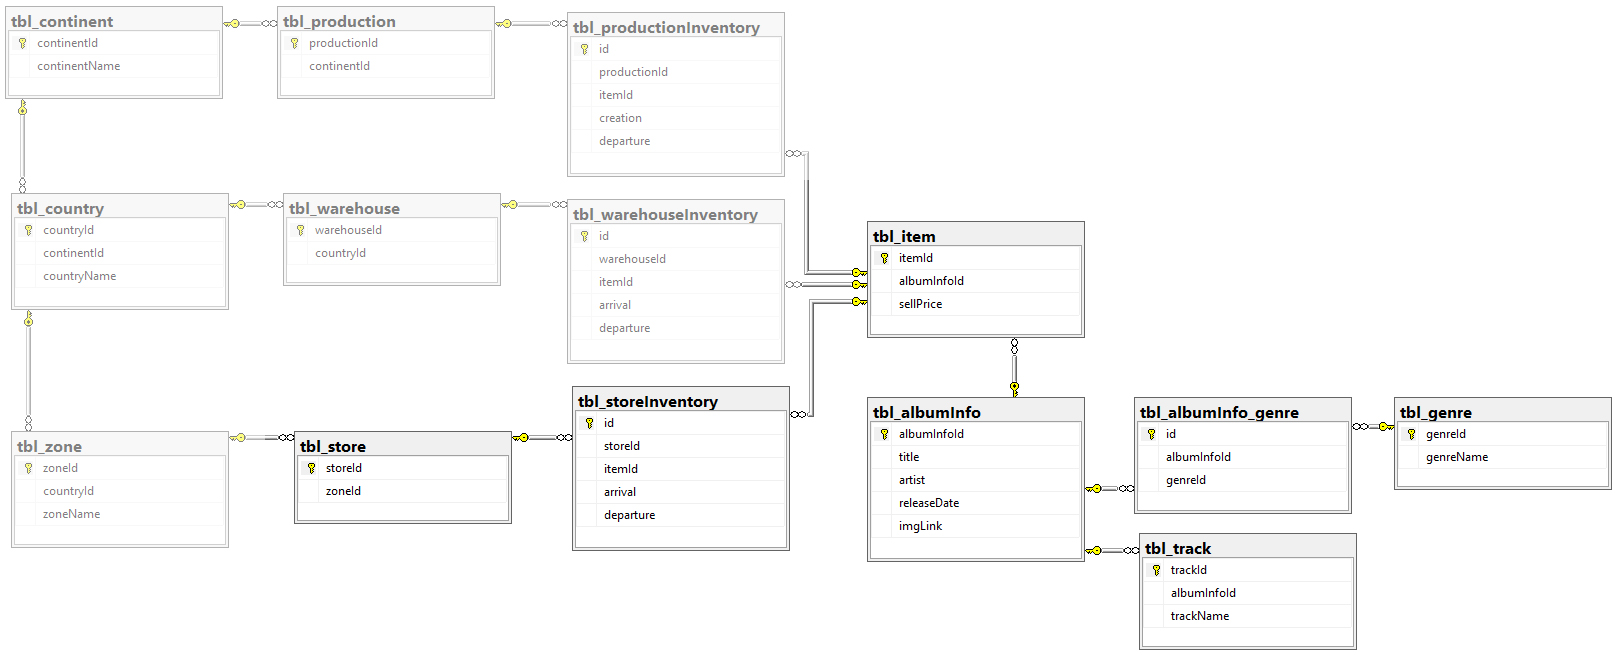 tbl_continent
continentId
continentName
tbl_production
productionId
continentId
tbl_productionInventory
id
productionId
itemId
creation
departure
tbl_country
countryId
continentId
countryName
tbl_warehouse
warehouseId
countryId
tbl_warehouseInventory
id
warehouseId
itemId
arrival
departure
tbl_item
itemId
albumInfoId
sellPrice
tbl_zone
zoneId
countryId
zoneName
tbl_store
storeId
zoneId
tbl_storeInventory
id
storeId
itemId
arrival
departure
tbl_albumInfo
albumInfoId
title
artist
releaseDate
imgLink
tbl_albumInfo_genre
id
albumInfoId
genreId
tbl_genre
genreId
genreName
tbl_track
trackId
albumInfoId
trackName